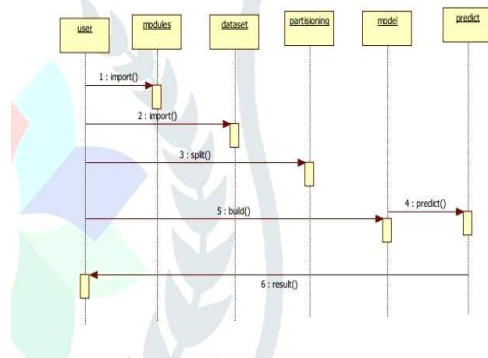 user
modules
dataset
partisioning
model
predict
1 : import()
2 : import()
3 : split()
4 : predict()
5 : build()
6 : result()